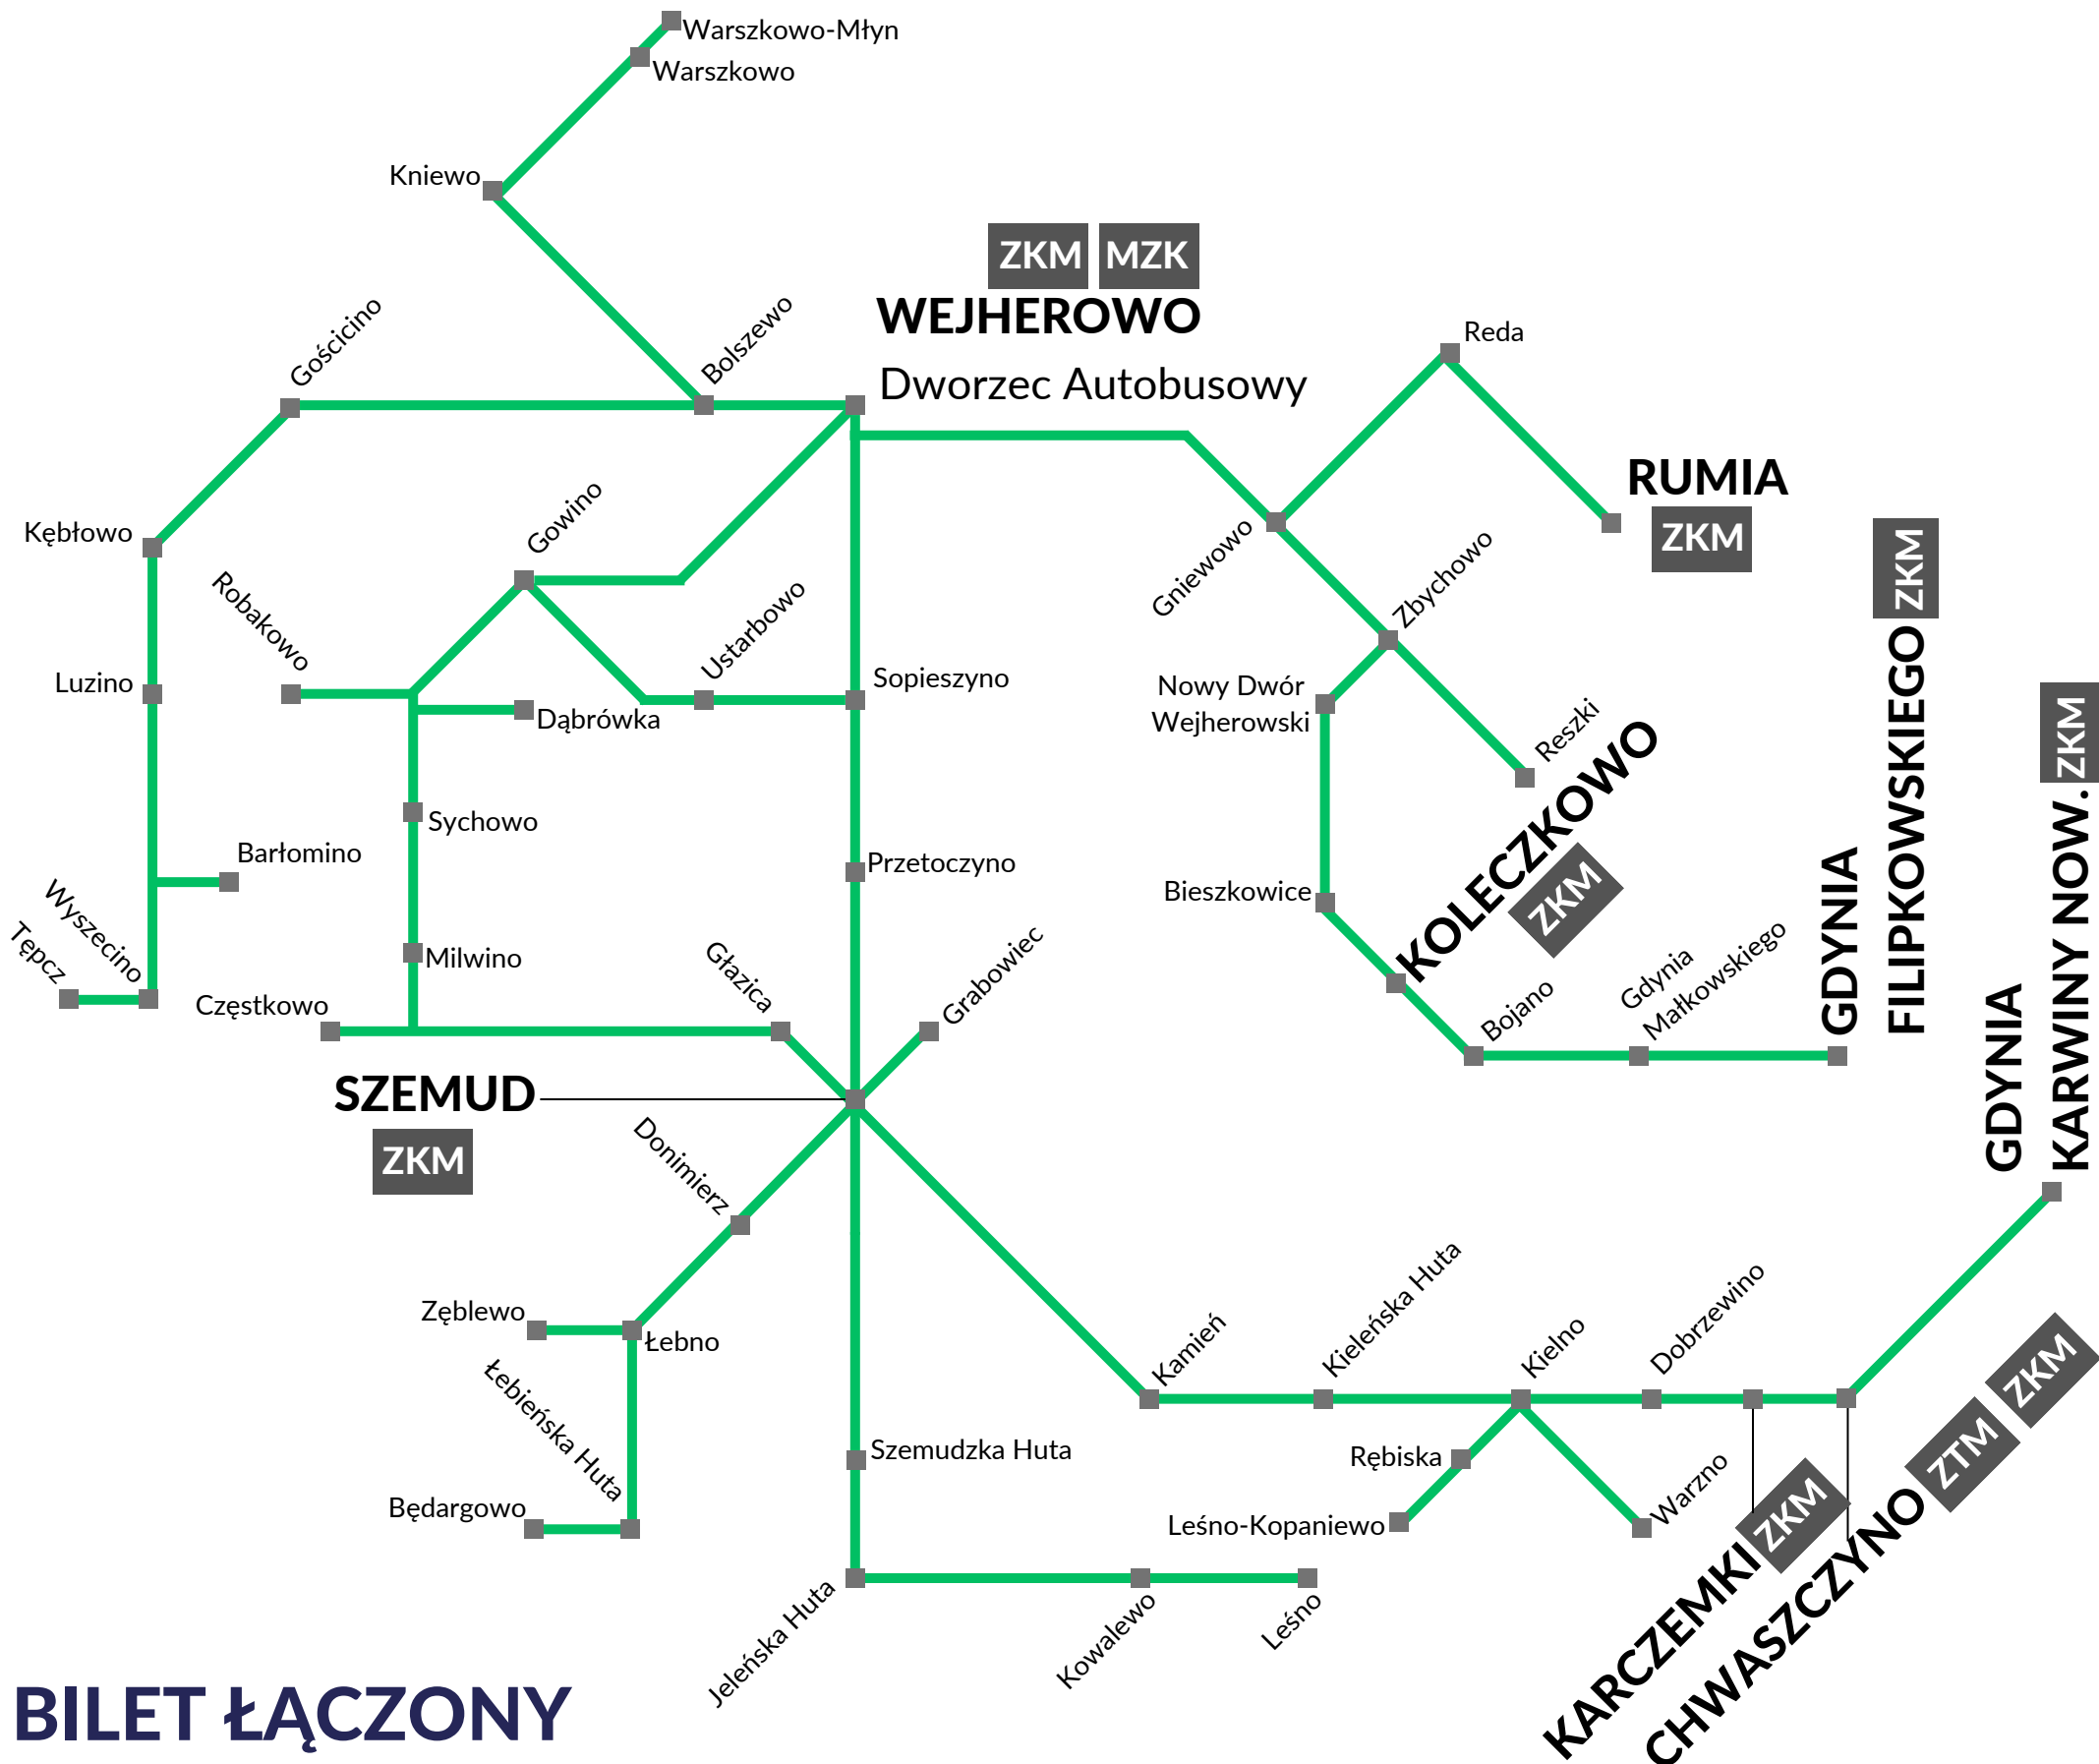 Warszkowo-Młyn
Warszkowo
Kniewo
ZKM MZK
WEJHEROWO
Dworzec Autobusowy
Gościcino
Bolszewo
Reda
RUMIA
ZKM
Kębłowo
Gowino
Gniewowo
Zbychowo
Robakowo
Ustarbowo
Luzino
Dąbrówka
Sopieszyno
Nowy Dwór
Wejherowski
Reszki
KOLECZKOWO
ZKM
GDYNIA
FILIPKOWSKIEGO ZKM
GDYNIA
KARWINY NOW. ZKM
Sychowo
Barłomino
Przetoczyno
Bieszkowice
Wyszecino
Tępcz
Milwino
Częstkowo
Głazica
Grabowiec
Bojano
Gdynia
Małkowskiego
SZEMUD
ZKM
Donimierz
Zęblewo
Łebno
Łebieńska Huta
Będargowo
Kamień
Kieleńska Huta
Kielno
Dobrzewino
Szemudzka Huta
Rębiska
Leśno-Kopaniewo
Warzno
KARCZEMKI ZKM
CHWASZCZYNO ZTM ZKM
Jeleńska Huta
Kowalewo
Leśno
BILET ŁĄCZONY